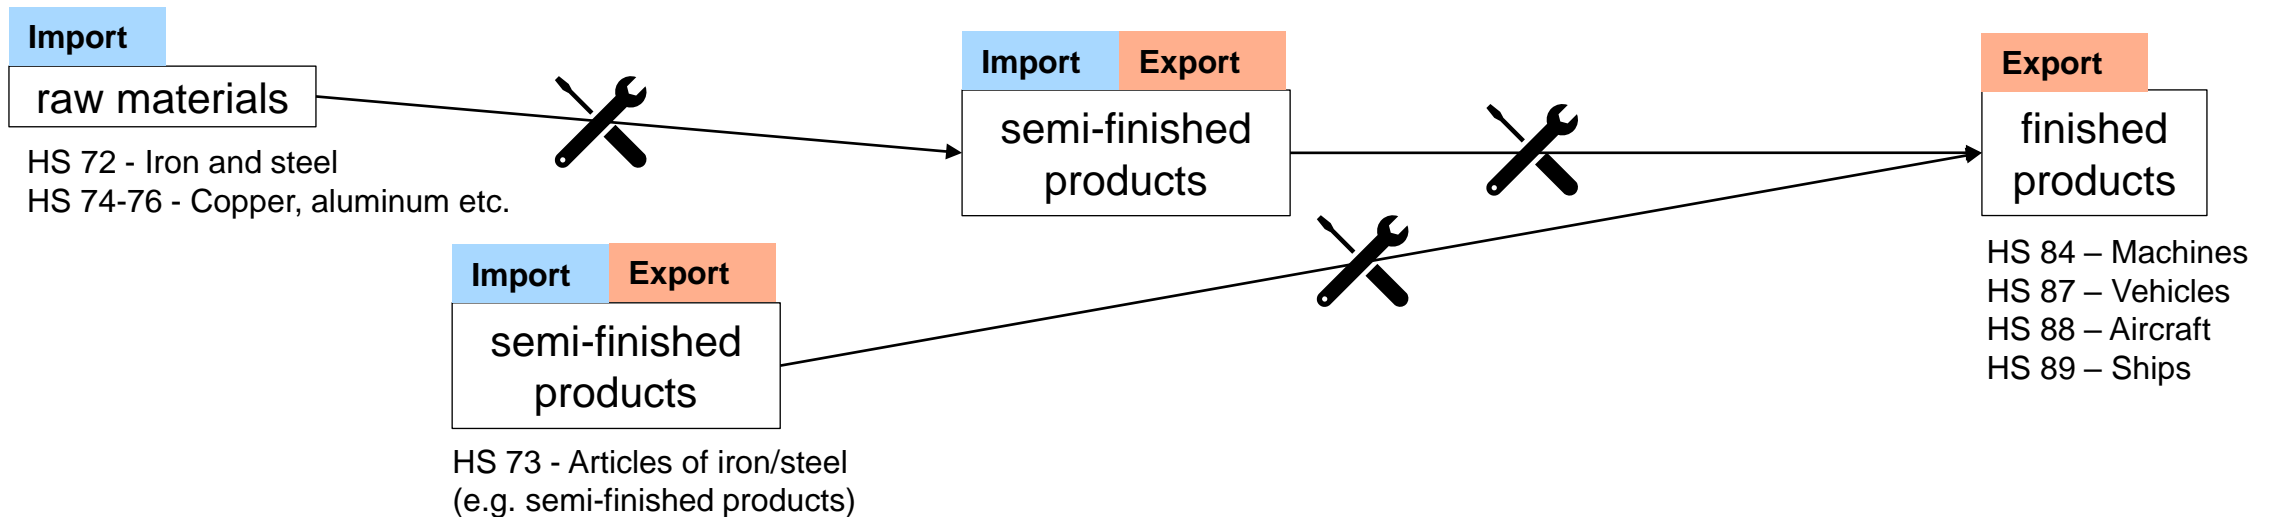 Import
raw materials
HS 72 - Iron and steel
HS 74-76 - Copper, aluminum etc.
Import Export
semi-finished
products
HS 73 - Articles of iron/steel
(e.g. semi-finished products)
Import Export
semi-finished
products
Export
finished
products
HS 84 – Machines
HS 87 – Vehicles
HS 88 – Aircraft
HS 89 – Ships